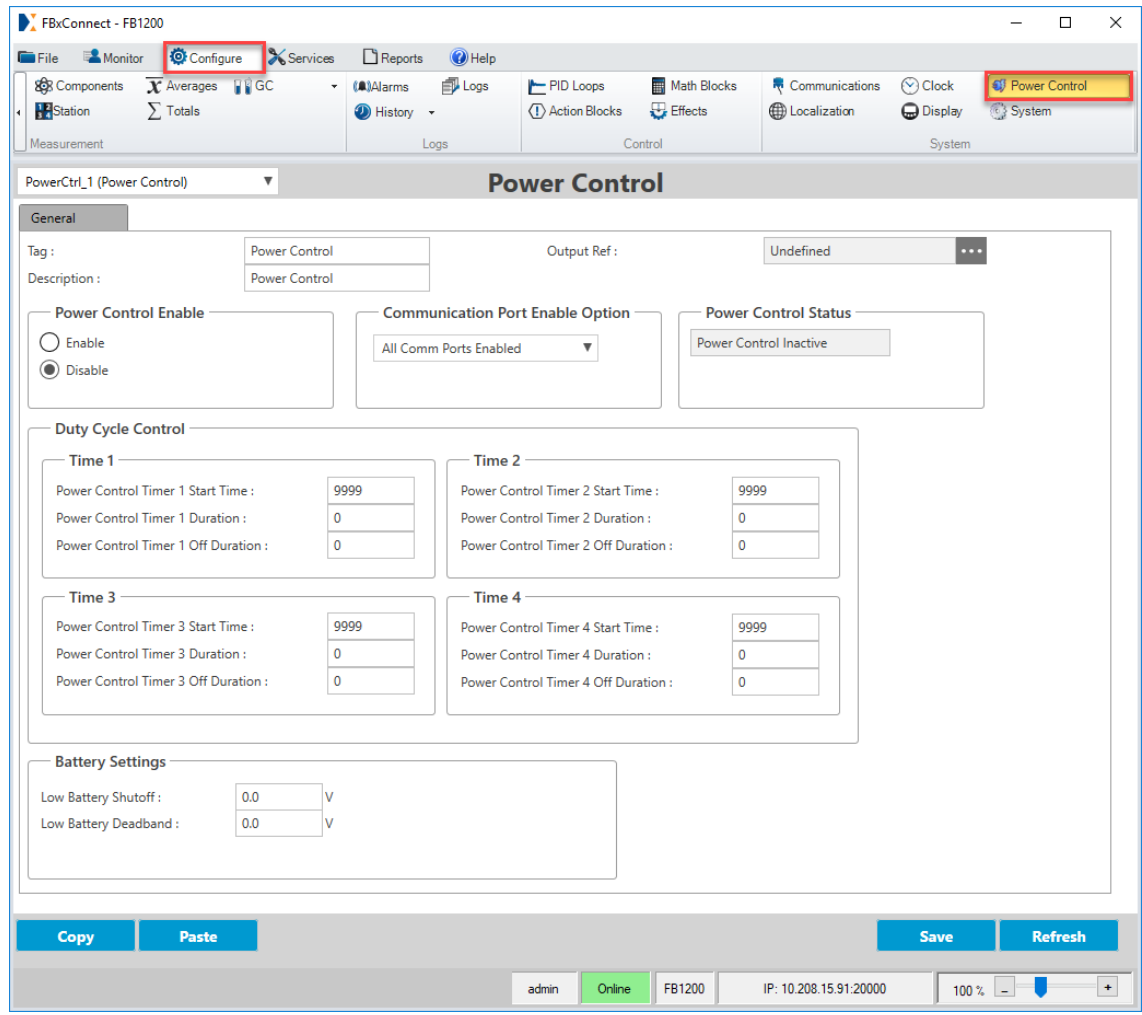 FBxConnect - FB1200
File Monitor Configure Services Reports Help
Components Averages GC Alarms Logs PID Loops Math Blocks Communications Clock Power Control
Station Totals History Action Blocks Effects Localization Display System
Measurement Logs Control System
PowerCtrl_1 (Power Control) Power Control
General
Tag : Power Control Output Ref : Undefined ...
Description : Power Control
Power Control Enable Communication Port Enable Option Power Control Status
Enable All Comm Ports Enabled Power Control Inactive
Disable
Duty Cycle Control
Time 1 Time 2
Power Control Timer 1 Start Time : 9999 Power Control Timer 2 Start Time : 9999
Power Control Timer 1 Duration : 0 Power Control Timer 2 Duration : 0
Power Control Timer 1 Off Duration : 0 Power Control Timer 2 Off Duration : 0
Time 3 Time 4
Power Control Timer 3 Start Time : 9999 Power Control Timer 4 Start Time : 9999
Power Control Timer 3 Duration : 0 Power Control Timer 4 Duration : 0
Power Control Timer 3 Off Duration : 0 Power Control Timer 4 Off Duration : 0
Battery Settings
Low Battery Shutoff : 0.0 V
Low Battery Deadband : 0.0 V
Copy Paste Save Refresh
admin Online FB1200 IP: 10.208.15.91:20000 100 % - +